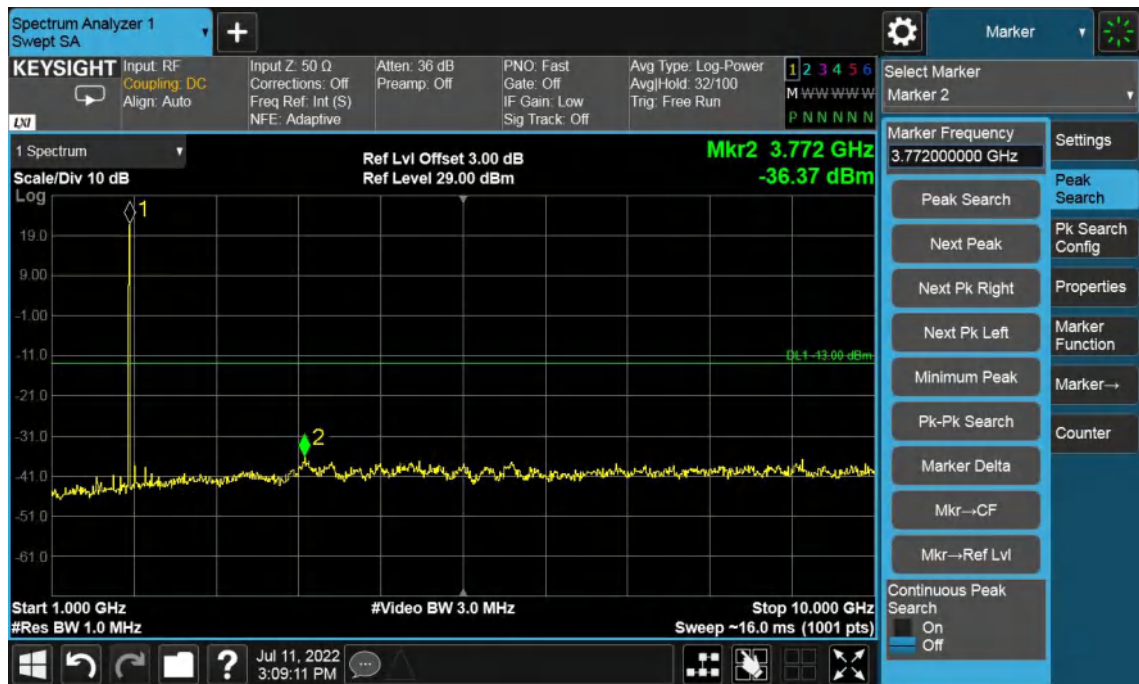 Spectrum Analyzer 1
Swept SA
+
Marker
KEYSIGHT
Input: RF
Coupling: DC
Align: Auto
LXI
Input Z: 50 Ω
Corrections: Off
Freq Ref: Int (S)
NFE: Adaptive
Atten: 36 dB
Preamp: Off
PNO: Fast
Gate: Off
IF Gain: Low
Sig Track: Off
Avg Type: Log-Power
Avg|Hold: 32/100
Trig: Free Run
1 2 3 4 5 6
M W W W W W
P N N N N N
Select Marker
Marker 2
1 Spectrum
Scale/Div 10 dB
Log
Ref Lvl Offset 3.00 dB
Ref Level 29.00 dBm
Mkr2 3.772 GHz
-36.37 dBm
1
19.0
9.00
-1.00
-11.0
DL1 -13.00 dBm
-21.0
-31.0
2
-41.0
-51.0
-61.0
Start 1.000 GHz
#Res BW 1.0 MHz
#Video BW 3.0 MHz
Stop 10.000 GHz
Sweep ~16.0 ms (1001 pts)
Marker Frequency
3.772000000 GHz
Peak Search
Next Peak
Next Pk Right
Next Pk Left
Minimum Peak
Pk-Pk Search
Marker Delta
Mkr→CF
Mkr→Ref Lvl
Continuous Peak
Search
On
Off
Settings
Peak
Search
Pk Search
Config
Properties
Marker
Function
Marker→
Counter
?
Jul 11, 2022
3:09:11 PM